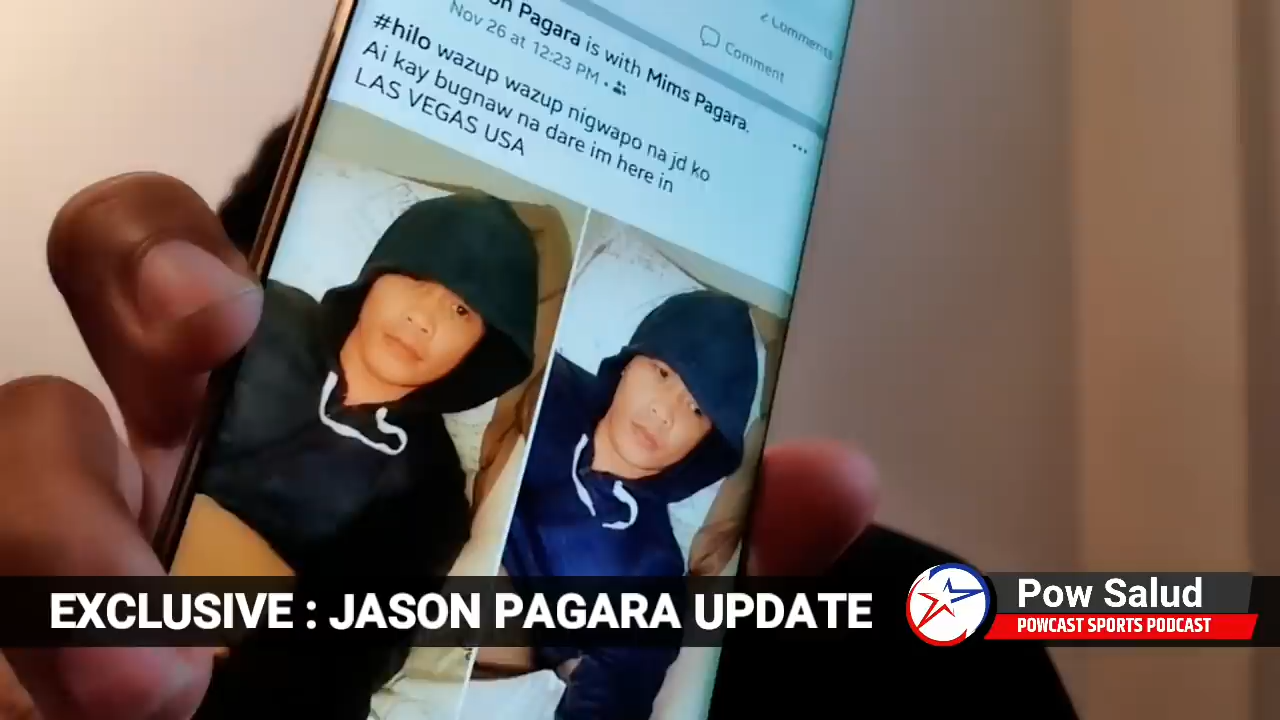 2 Comments
Comment
on Pagara is with Mims Pagara.
Nov 26 at 12:23 PM ·
#hilo wazup wazup nigwapo na jd ko
Ai kay bugnaw na dare im here in
LAS VEGAS USA
EXCLUSIVE : JASON PAGARA UPDATE
Pow Salud
POWCAST SPORTS PODCAST